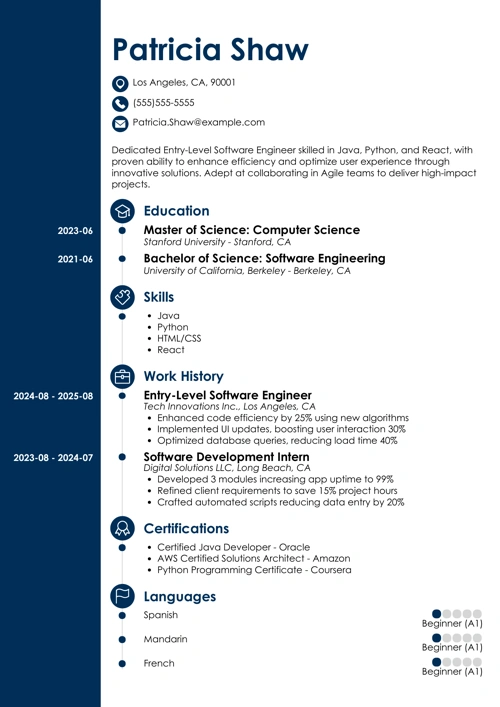 Patricia Shaw
Los Angeles, CA, 90001
(555)555-5555
Patricia.Shaw@example.com
Dedicated Entry-Level Software Engineer skilled in Java, Python, and React, with
proven ability to enhance efficiency and optimize user experience through
innovative solutions. Adept at collaborating in Agile teams to deliver high-impact
projects.
Education
2023-06
Master of Science: Computer Science
Stanford University - Stanford, CA
2021-06
Bachelor of Science: Software Engineering
University of California, Berkeley - Berkeley, CA
Skills
• Java
• Python
• HTML/CSS
• React
Work History
2024-08 - 2025-08
Entry-Level Software Engineer
Tech Innovations Inc., Los Angeles, CA
• Enhanced code efficiency by 25% using new algorithms
• Implemented UI updates, boosting user interaction 30%
• Optimized database queries, reducing load time 40%
2023-08 - 2024-07
Software Development Intern
Digital Solutions LLC, Long Beach, CA
• Developed 3 modules increasing app uptime to 99%
• Refined client requirements to save 15% project hours
• Crafted automated scripts reducing data entry by 20%
Certifications
• Certified Java Developer - Oracle
• AWS Certified Solutions Architect - Amazon
• Python Programming Certificate - Coursera
Languages
Spanish
Beginner (A1)
Mandarin
Beginner (A1)
French
Beginner (A1)